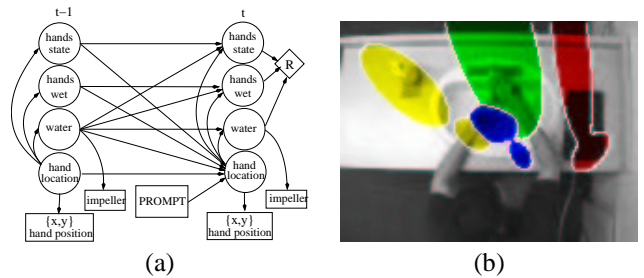 t−1
t
hands
state
hands
wet
water
hand
location
impeller
{x,y}
hand position
PROMPT
hands
state
hands
wet
water
hand
location
R
impeller
{x,y}
hand position
(a)
(b)